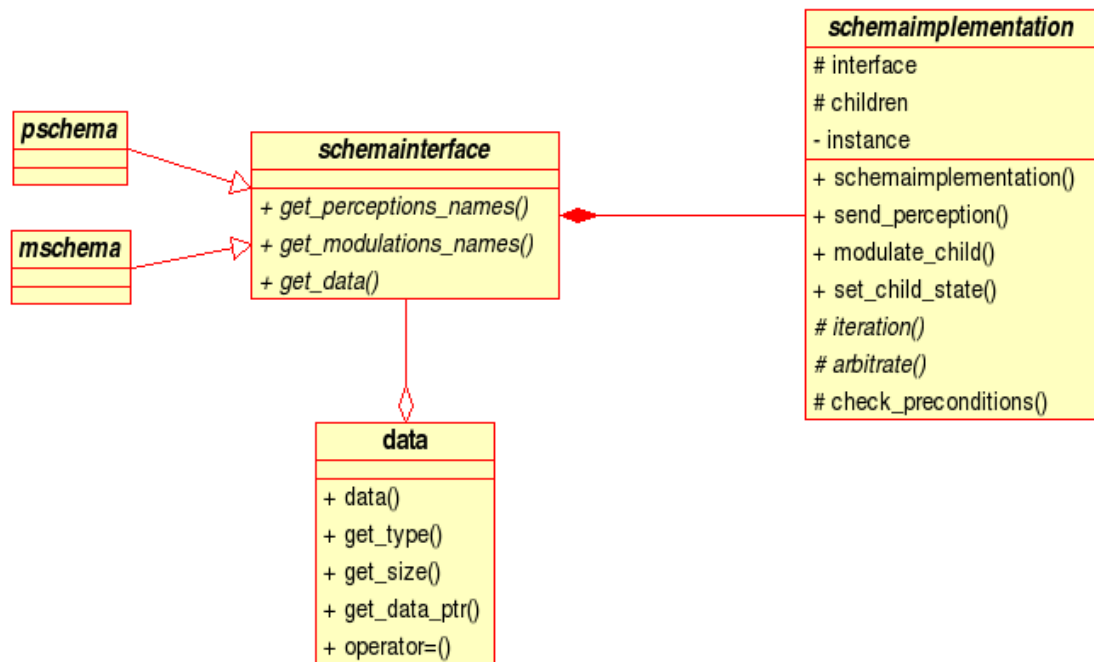 schemaimplementation
# interface
# children
- instance
+ schemaimplementation()
+ send_perception()
+ modulate_child()
+ set_child_state()
# iteration()
# arbitrate()
# check_preconditions()
pschema
mschema
schemainterface
+ get_perceptions_names()
+ get_modulations_names()
+ get_data()
data
+ data()
+ get_type()
+ get_size()
+ get_data_ptr()
+ operator=()